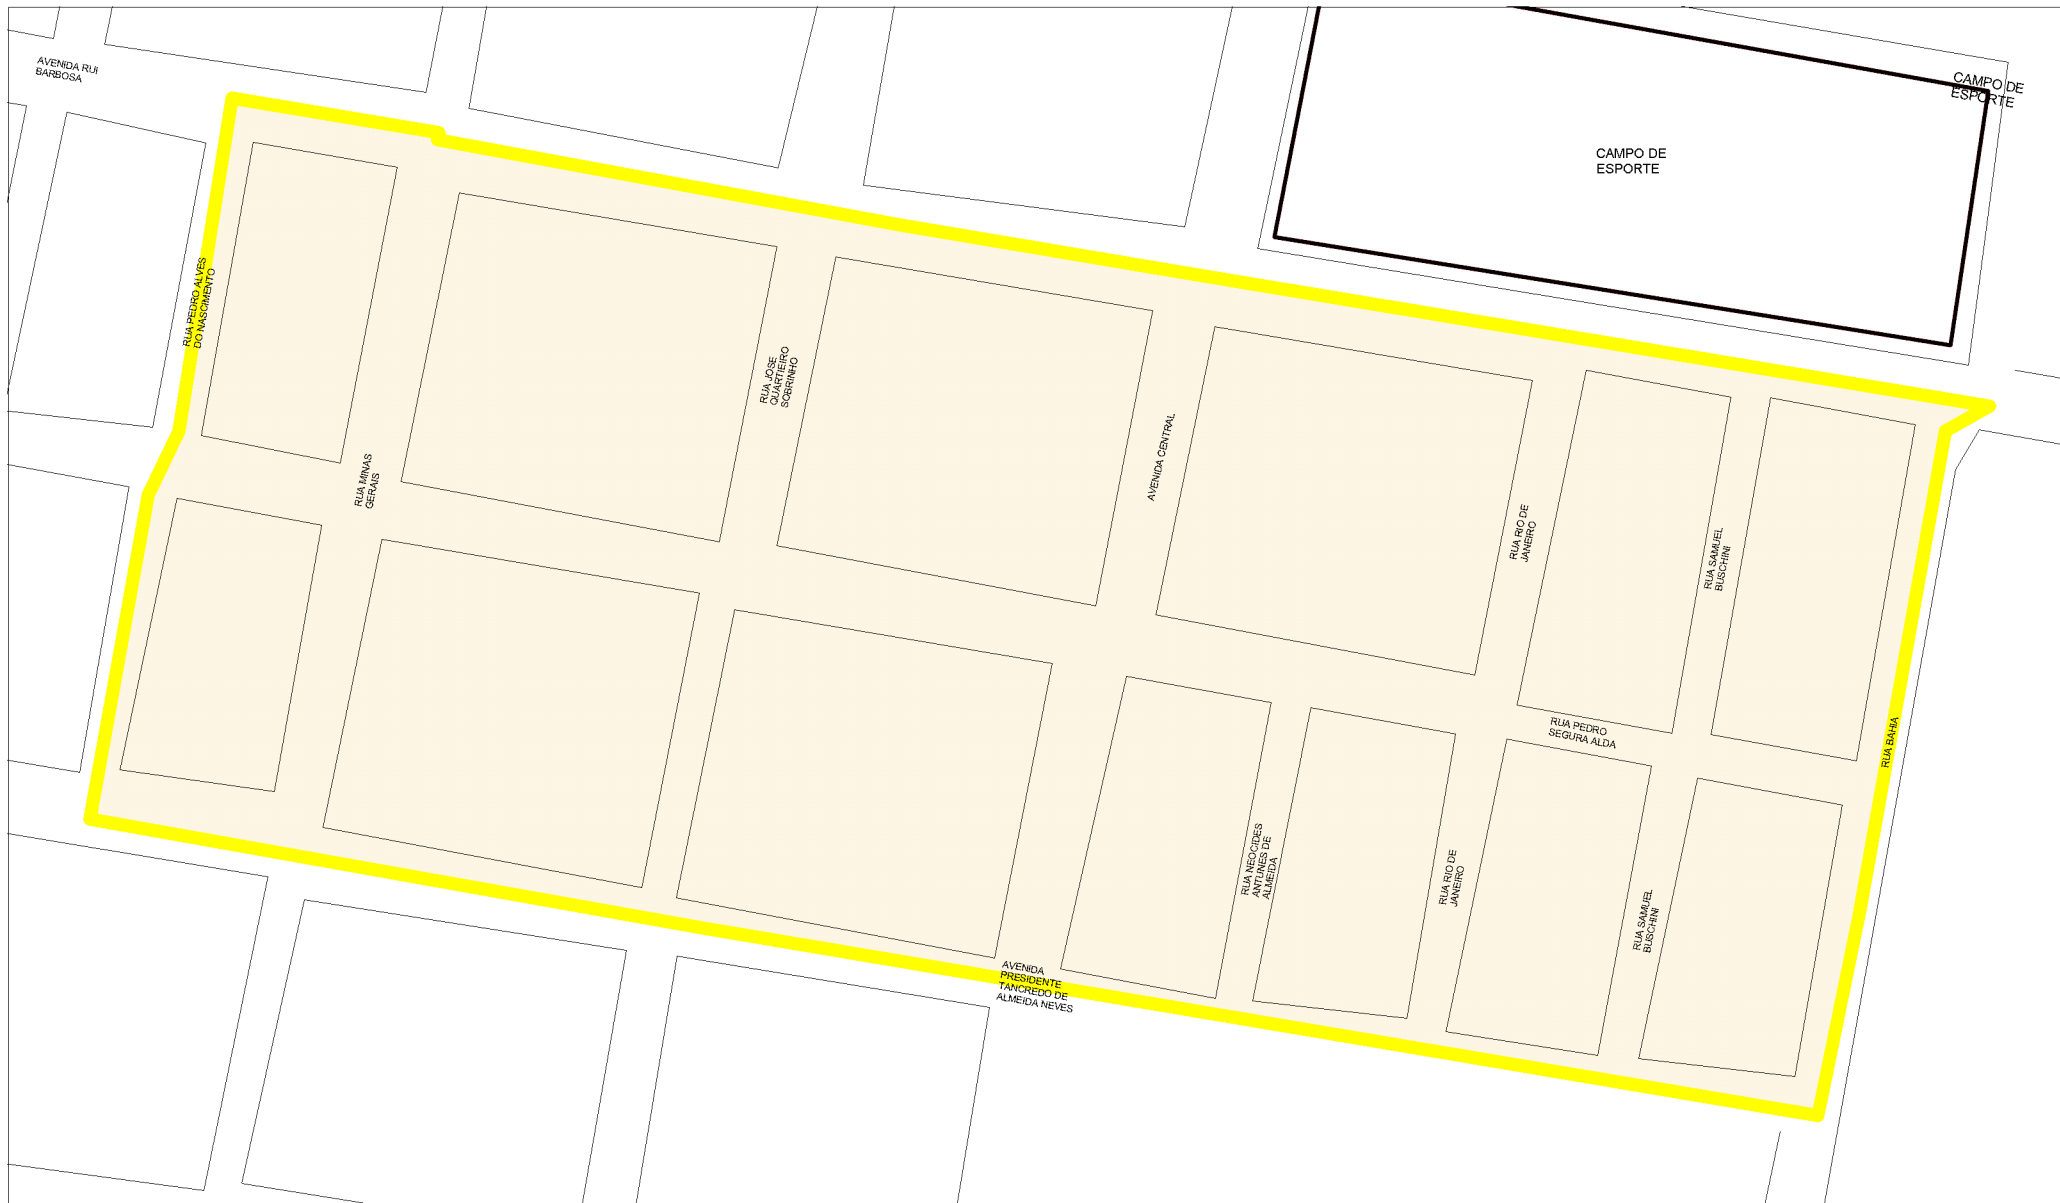 AVENIDA RUI
BARBOSA
CAMPO DE
ESPORTE
CAMPO DE
ESPORTE
RUA PEDRO ALVES
DO NASCIMENTO
RUA JOSE
QUARTIEIRO
SOBRINHO
AVENIDA CENTRAL
RUA MINAS
GERAIS
RUA RIO DE
JANEIRO
RUA SAMUEL
BUSCHINI
RUA PEDRO
SEGURA ALDA
RUA BAHIA
RUA NEOCIDES
ANTUNES DE
ALMEIDA
RUA RIO DE
JANEIRO
RUA SAMUEL
BUSCHINI
AVENIDA
PRESIDENTE
TANCREDO DE
ALMEIDA NEVES